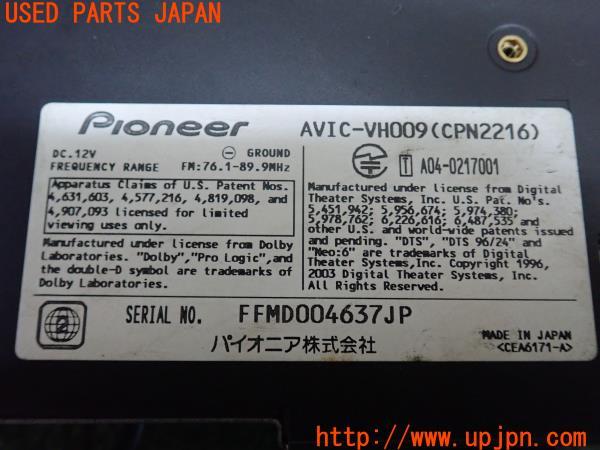 USED PARTS JAPAN
Pioneer
AVIC-VH009(CPN2216)
DC.12V
GROUND
FREQUENCY RANGE FM:76.1-89.9MHz
T A04-0217001
Apparatus Claims of U.S. Patent Nos.
4,631,603, 4,577,216, 4,819,098, and
4,907,093 licensed for limited
viewing uses only.
Manufactured under license from Dolby
Laboratories. "Dolby","Pro Logic",and
the double-D symbol are trademarks of
Dolby Laboratories.
Manufactured under license from Digital
Theater Systems, Inc. U.S. Pat. No's.
5,451,942; 5,956,674; 5,974,380;
5,978,762; 6,226,616; 6,487,535 and
other U.S. and world-wide patents issued
and pending. "DTS", "DTS 96/24" and
"Neo:6" are trademarks of Digital
Theater Systems, Inc. Copyright 1996,
2003 Digital Theater Systems, Inc.
All Rights Reserved.
2
SERIAL NO. FFMD004637JP
パイオニア株式会社
MADE IN JAPAN
<CEA6171-A>
UPJ http://www.upjpn.com